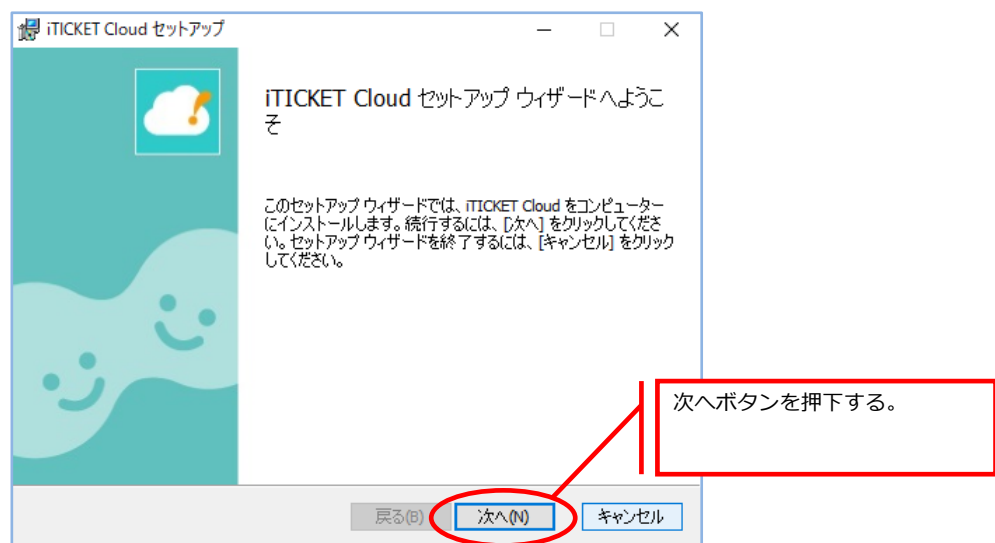 iTICKET Cloud セットアップ
iTICKET Cloud セットアップ ウィザードへようこ
そ
このセットアップ ウィザードでは、iTICKET Cloud をコンピューター
にインストールします。続行するには、[次へ] をクリックしてくださ
い。セットアップ ウィザードを終了するには、[キャンセル] をクリック
してください。
次へボタンを押下する。
戻る(B) 次へ(N) キャンセル